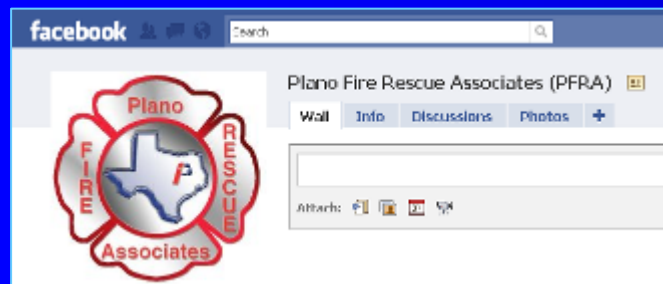 facebook Search
Plano Fire Rescue Associates (PFRA)
Wall Info Discussions Photos +
Plano
FIRE
RESCUE
Associates
Attach: